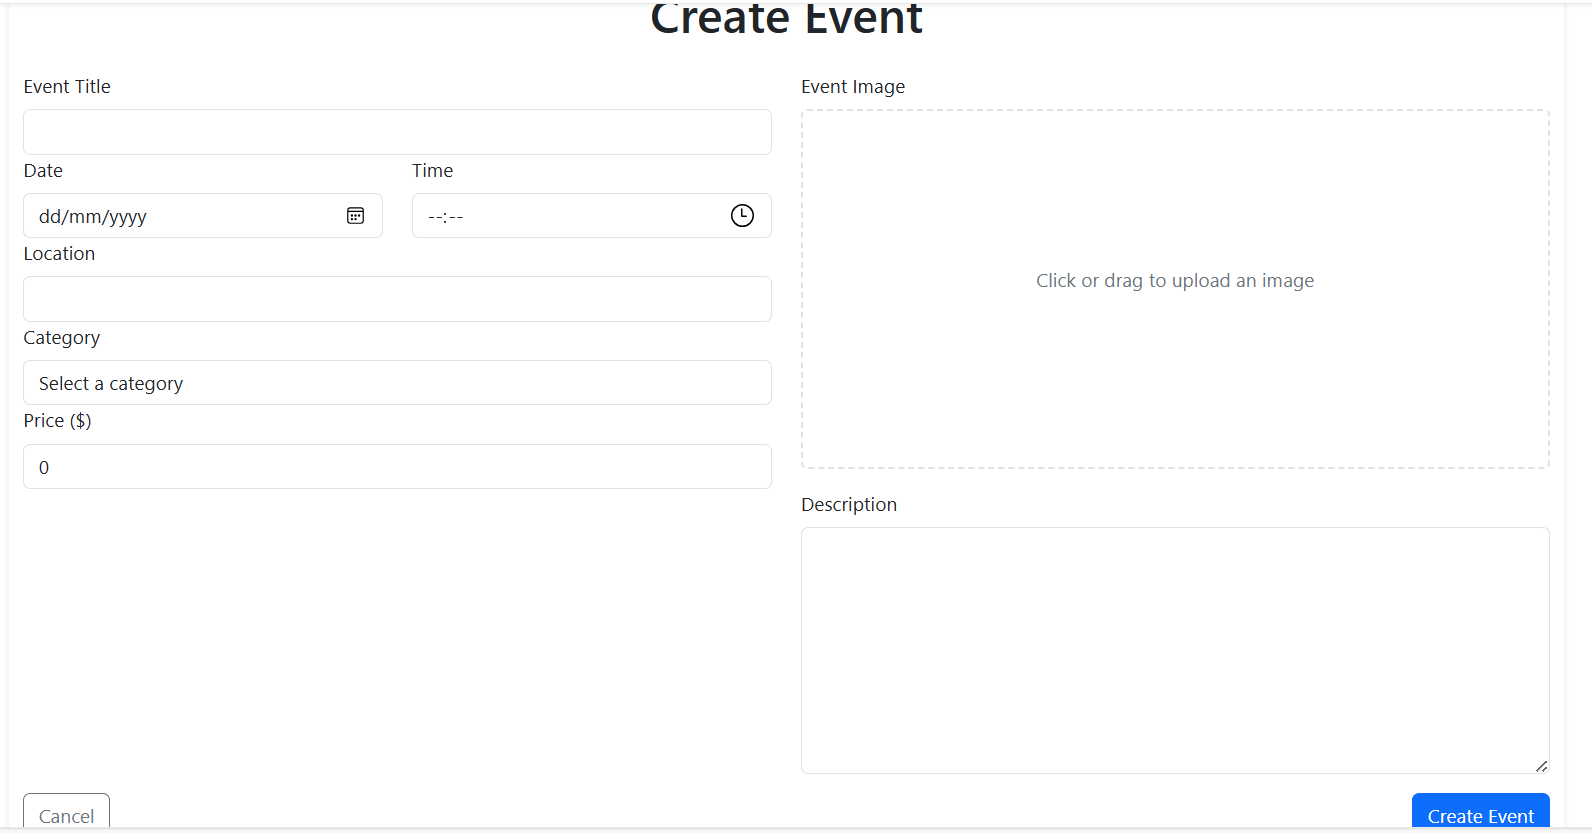 Create Event
Event Title
Date
Time
dd/mm/yyyy
--:--
Location
Category
Select a category
Price ($)
0
Event Image
Click or drag to upload an image
Description
Cancel
Create Event